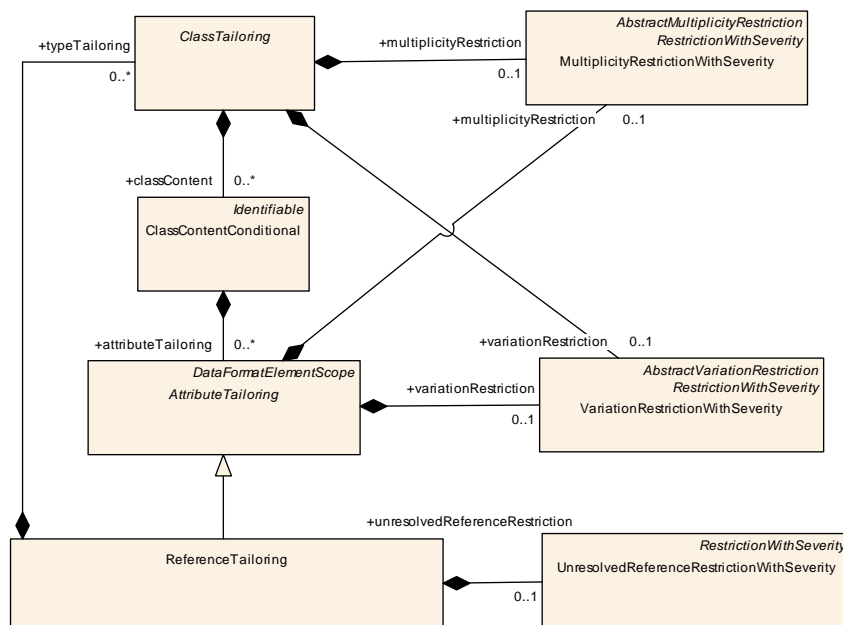 +typeTailoring
0..*
ClassTailoring
+multiplicityRestriction
0..1
AbstractMultiplicityRestriction
RestrictionWithSeverity
MultiplicityRestrictionWithSeverity
+multiplicityRestriction
0..1
+classContent
0..*
Identifiable
ClassContentConditional
+attributeTailoring
0..*
+variationRestriction
0..1
DataFormatElementScope
AttributeTailoring
+variationRestriction
0..1
AbstractVariationRestriction
RestrictionWithSeverity
VariationRestrictionWithSeverity
+unresolvedReferenceRestriction
ReferenceTailoring
0..1
RestrictionWithSeverity
UnresolvedReferenceRestrictionWithSeverity